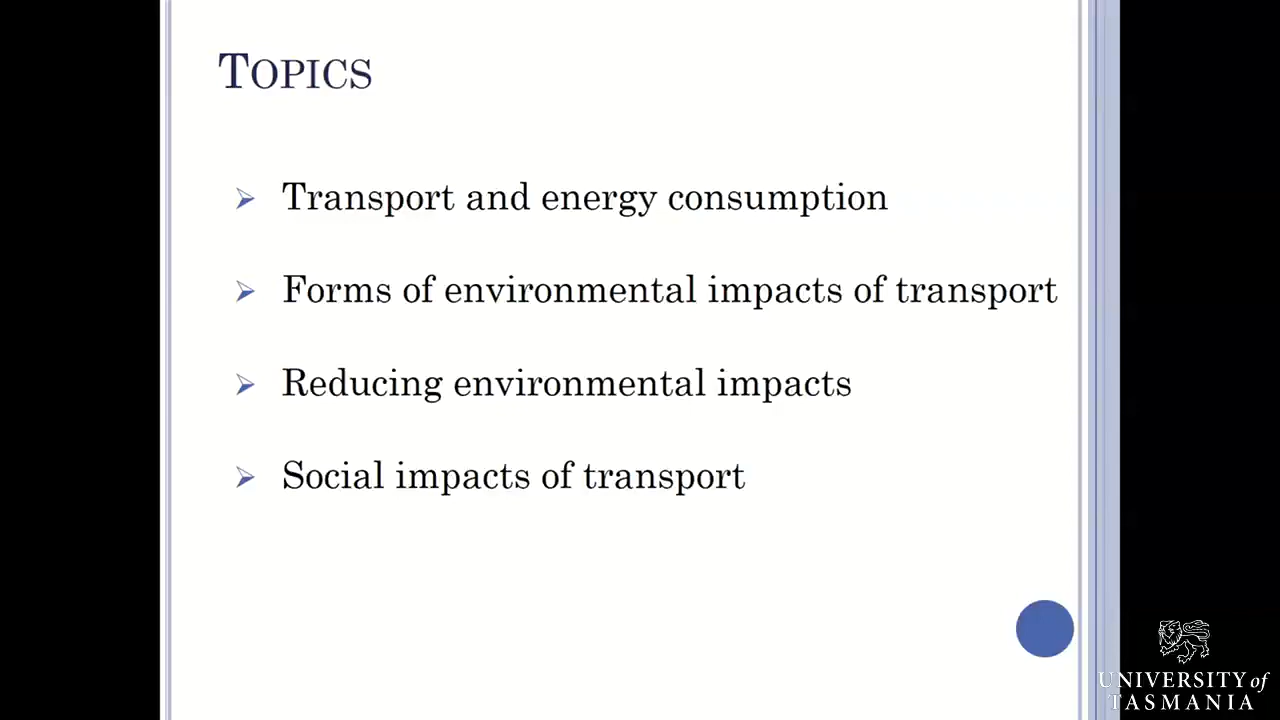 TOPICS
Transport and energy consumption
Forms of environmental impacts of transport
Reducing environmental impacts
Social impacts of transport
UNIVERSITY of
TASMANIA